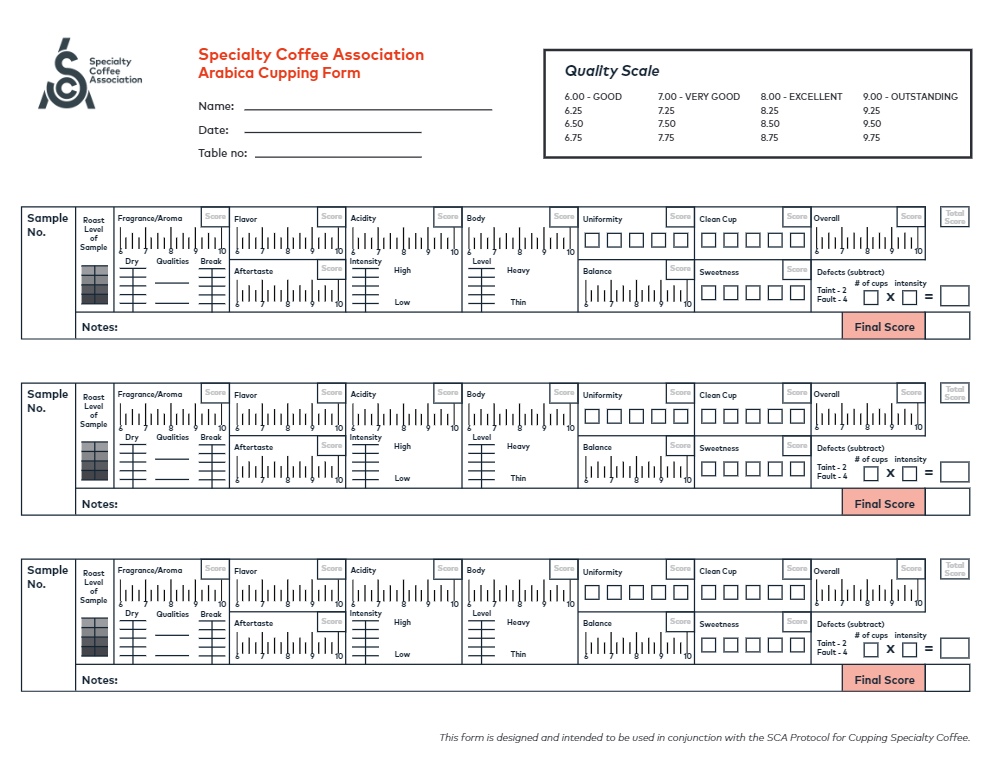 Specialty
Coffee
Association
Specialty Coffee Association
Arabica Cupping Form
Name:
Date:
Table no:
Quality Scale
6.00 - GOOD 7.00 - VERY GOOD 8.00 - EXCELLENT 9.00 - OUTSTANDING
6.25 7.25 8.25 9.25
6.50 7.50 8.50 9.50
6.75 7.75 8.75 9.75
Sample
No.
Roast
Level
of
Sample
Fragrance/Aroma Score
6 7 8 9 10
Dry Qualities Break
Flavor Score
6 7 8 9 10
Aftertaste Score
6 7 8 9 10
Acidity Score
6 7 8 9 10
Intensity High
Low
Body Score
6 7 8 9 10
Level Heavy
Thin
Uniformity Score
Balance Score
6 7 8 9 10
Clean Cup Score
Sweetness Score
Overall Score
6 7 8 9 10
Total
Score
Defects (subtract)
# of cups intensity
Taint - 2
Fault - 4
X =
Notes:
Final Score
Sample
No.
Roast
Level
of
Sample
Fragrance/Aroma Score
6 7 8 9 10
Dry Qualities Break
Flavor Score
6 7 8 9 10
Aftertaste Score
6 7 8 9 10
Acidity Score
6 7 8 9 10
Intensity High
Low
Body Score
6 7 8 9 10
Level Heavy
Thin
Uniformity Score
Balance Score
6 7 8 9 10
Clean Cup Score
Sweetness Score
Overall Score
6 7 8 9 10
Total
Score
Defects (subtract)
# of cups intensity
Taint - 2
Fault - 4
X =
Notes:
Final Score
Sample
No.
Roast
Level
of
Sample
Fragrance/Aroma Score
6 7 8 9 10
Dry Qualities Break
Flavor Score
6 7 8 9 10
Aftertaste Score
6 7 8 9 10
Acidity Score
6 7 8 9 10
Intensity High
Low
Body Score
6 7 8 9 10
Level Heavy
Thin
Uniformity Score
Balance Score
6 7 8 9 10
Clean Cup Score
Sweetness Score
Overall Score
6 7 8 9 10
Total
Score
Defects (subtract)
# of cups intensity
Taint - 2
Fault - 4
X =
Notes:
Final Score
This form is designed and intended to be used in conjunction with the SCA Protocol for Cupping Specialty Coffee.